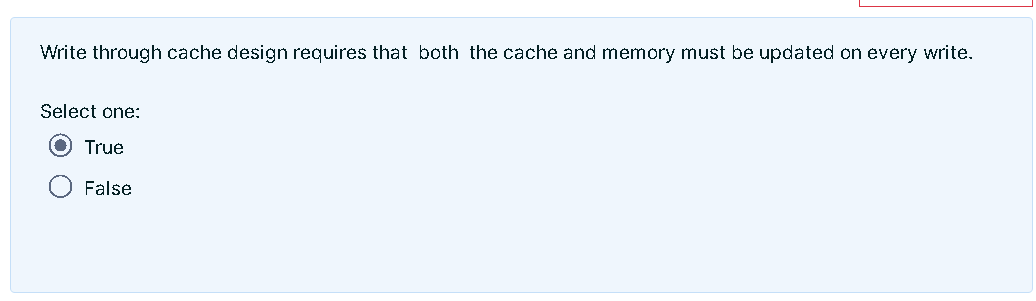 Write through cache design requires that  both  the cache and memory must be updated on every write.
Select one:
True
False